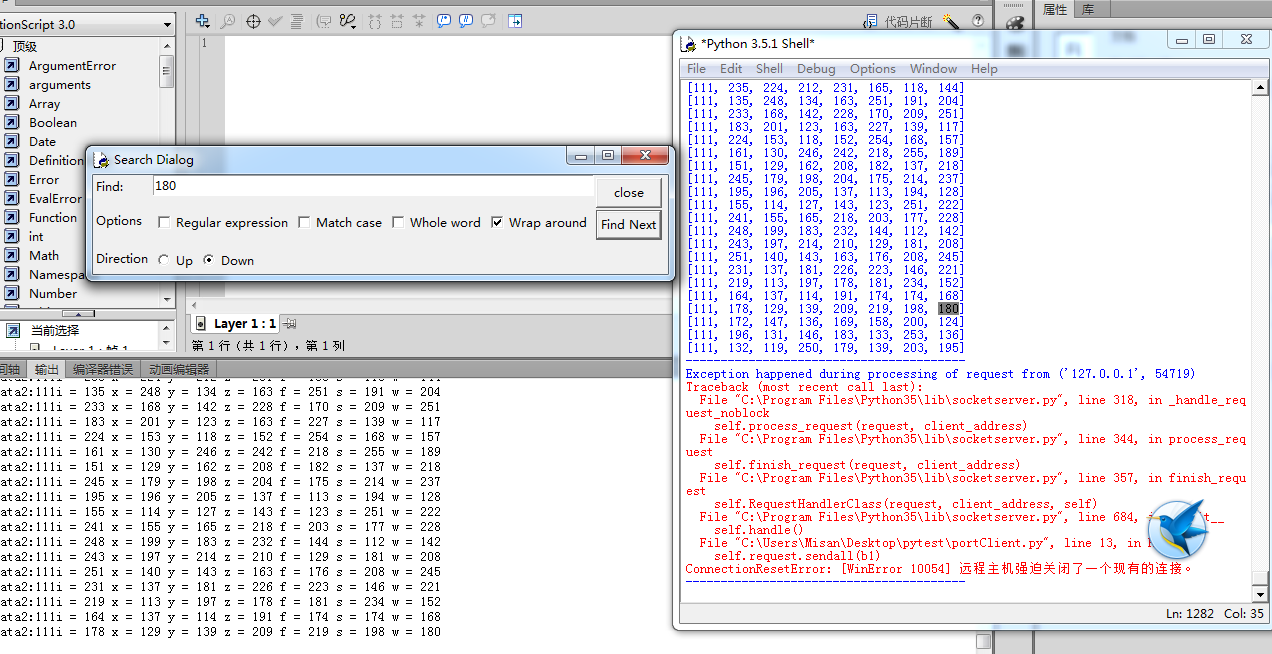 tionScript 3.0
顶级
ArgumentError
arguments
Array
Boolean
Date
Definition
Error
EvalError
Function
int
Math
Namespa
Number
当前选择
1
代码片断
属性
库
Search Dialog
Find:
180
close
Options
Regular expression
Match case
Whole word
Wrap around
Find Next
Direction
Up
Down
Layer 1 : 1
第 1 行 (共 1 行) , 第 1 列
间轴
输出
编译器错误
动画编辑器
ata2:111i = 135 x = 248 y = 134 z = 163 f = 251 s = 191 w = 204
ata2:111i = 233 x = 168 y = 142 z = 228 f = 170 s = 209 w = 251
ata2:111i = 183 x = 201 y = 123 z = 163 f = 227 s = 139 w = 117
ata2:111i = 224 x = 153 y = 118 z = 152 f = 254 s = 168 w = 157
ata2:111i = 161 x = 130 y = 246 z = 242 f = 218 s = 255 w = 189
ata2:111i = 151 x = 129 y = 162 z = 208 f = 182 s = 137 w = 218
ata2:111i = 245 x = 179 y = 198 z = 204 f = 175 s = 214 w = 237
ata2:111i = 195 x = 196 y = 205 z = 137 f = 113 s = 194 w = 128
ata2:111i = 155 x = 114 y = 127 z = 143 f = 123 s = 251 w = 222
ata2:111i = 241 x = 155 y = 165 z = 218 f = 203 s = 177 w = 228
ata2:111i = 248 x = 199 y = 183 z = 232 f = 144 s = 112 w = 142
ata2:111i = 243 x = 197 y = 214 z = 210 f = 129 s = 181 w = 208
ata2:111i = 251 x = 140 y = 143 z = 163 f = 176 s = 208 w = 245
ata2:111i = 231 x = 137 y = 181 z = 226 f = 223 s = 146 w = 221
ata2:111i = 219 x = 113 y = 197 z = 178 f = 181 s = 234 w = 152
ata2:111i = 164 x = 137 y = 114 z = 191 f = 174 s = 174 w = 168
ata2:111i = 178 x = 129 y = 139 z = 209 f = 219 s = 198 w = 180
*Python 3.5.1 Shell*
File Edit Shell Debug Options Window Help
[111, 235, 224, 212, 231, 165, 118, 144]
[111, 135, 248, 134, 163, 251, 191, 204]
[111, 233, 168, 142, 228, 170, 209, 251]
[111, 183, 201, 123, 163, 227, 139, 117]
[111, 224, 153, 118, 152, 254, 168, 157]
[111, 161, 130, 246, 242, 218, 255, 189]
[111, 151, 129, 162, 208, 182, 137, 218]
[111, 245, 179, 198, 204, 175, 214, 237]
[111, 195, 196, 205, 137, 113, 194, 128]
[111, 155, 114, 127, 143, 123, 251, 222]
[111, 241, 155, 165, 218, 203, 177, 228]
[111, 248, 199, 183, 232, 144, 112, 142]
[111, 243, 197, 214, 210, 129, 181, 208]
[111, 251, 140, 143, 163, 176, 208, 245]
[111, 231, 137, 181, 226, 223, 146, 221]
[111, 219, 113, 197, 178, 181, 234, 152]
[111, 164, 137, 114, 191, 174, 174, 168]
[111, 178, 129, 139, 209, 219, 198, 180]
[111, 172, 147, 136, 169, 158, 200, 124]
[111, 196, 131, 146, 183, 133, 253, 136]
[111, 132, 119, 250, 179, 139, 203, 195]
----------------------------------------
Exception happened during processing of request from ('127.0.0.1', 54719)
Traceback (most recent call last):
File "C:\Program Files\Python35\lib\socketserver.py", line 318, in _handle_req
uest_noblock
self.process_request(request, client_address)
File "C:\Program Files\Python35\lib\socketserver.py", line 344, in process_req
uest
self.finish_request(request, client_address)
File "C:\Program Files\Python35\lib\socketserver.py", line 357, in finish_requ
est
self.RequestHandlerClass(request, client_address, self)
File "C:\Program Files\Python35\lib\socketserver.py", line 684,
self.handle()
File "C:\Users\Misan\Desktop\pytest\portClient.py", line 13, in
self.request.sendall(b1)
ConnectionResetError: [WinError 10054] 远程主机强迫关闭了一个现有的连接。
----------------------------------------
Ln: 1282 Col: 35